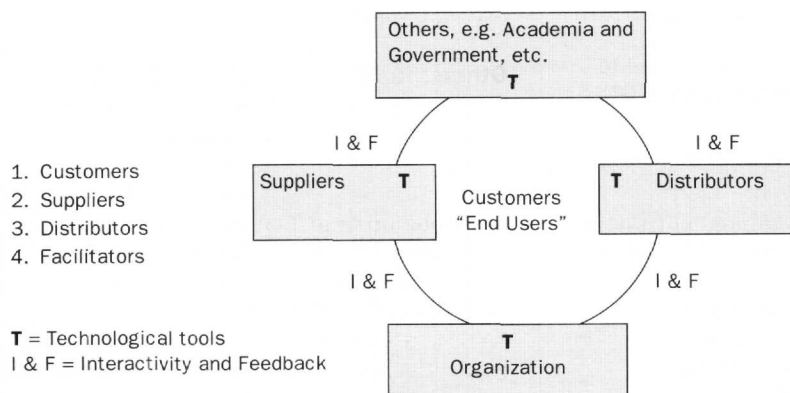 Others, e.g. Academia and
Government, etc.
T
I & F
I & F
1. Customers
2. Suppliers
3. Distributors
4. Facilitators
Suppliers T
Customers
“End Users”
T Distributors
I & F
I & F
T = Technological tools
I & F = Interactivity and Feedback
T
Organization